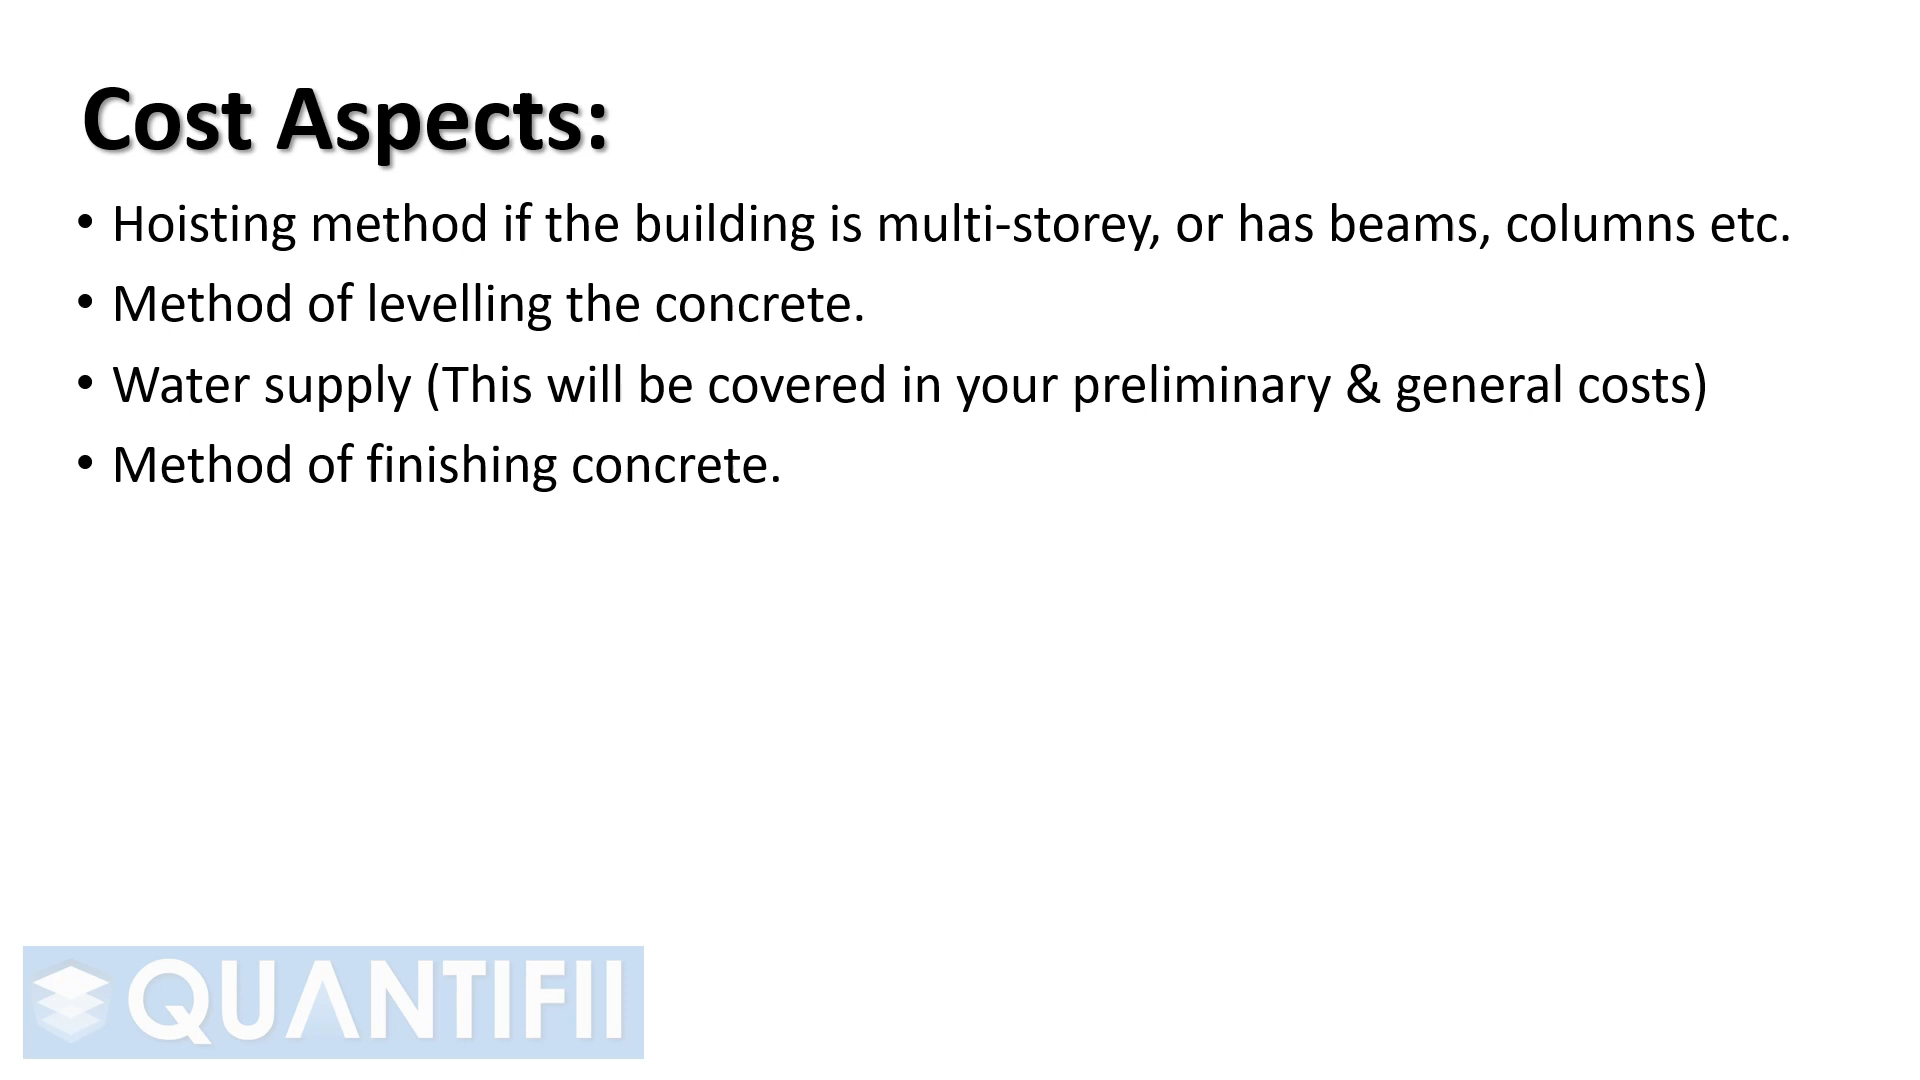 Cost Aspects:
• Hoisting method if the building is multi-storey, or has beams, columns etc.
• Method of levelling the concrete.
• Water supply (This will be covered in your preliminary & general costs)
• Method of finishing concrete.
QUANTIFII